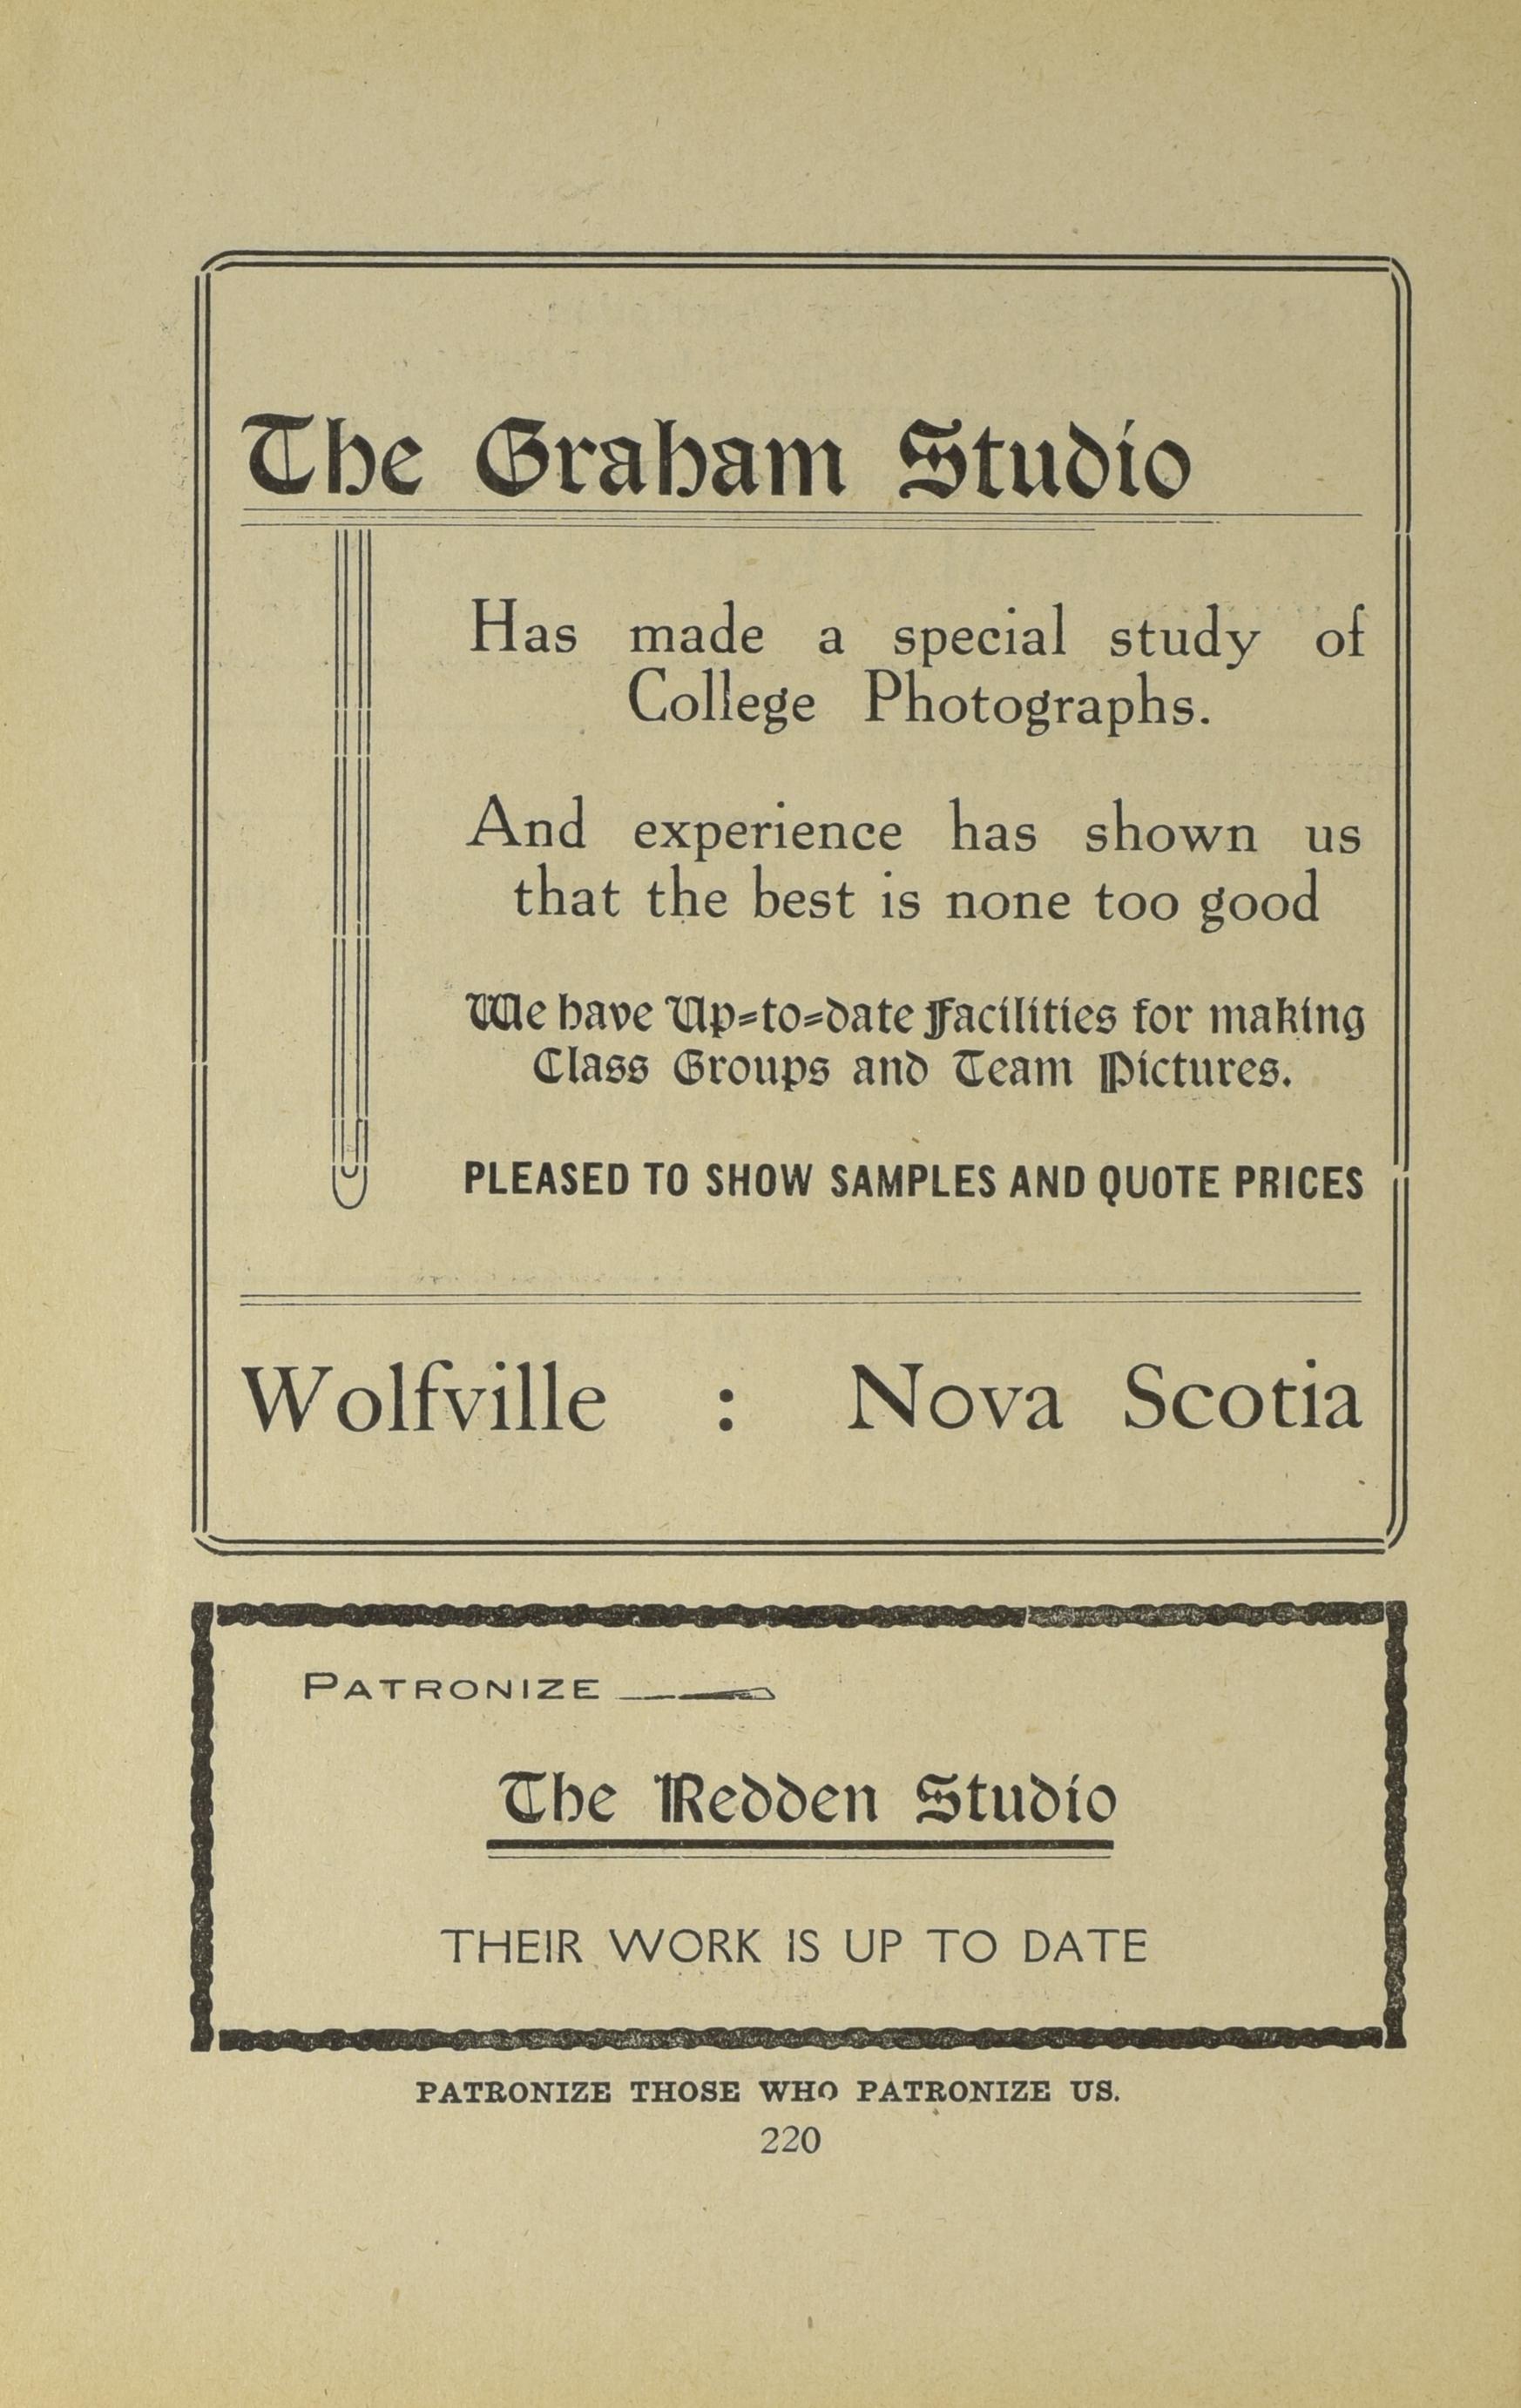 The Graham Studio
Has made a special study of
College Photographs.
And experience has shown us
that the best is none too good
We have Up-to-date Facilities for making
Class Groups and Team Pictures.
PLEASED TO SHOW SAMPLES AND QUOTE PRICES
Wolfville : Nova Scotia
PATRONIZE
The Redden Studio
THEIR WORK IS UP TO DATE
PATRONIZE THOSE WHO PATRONIZE US.
220